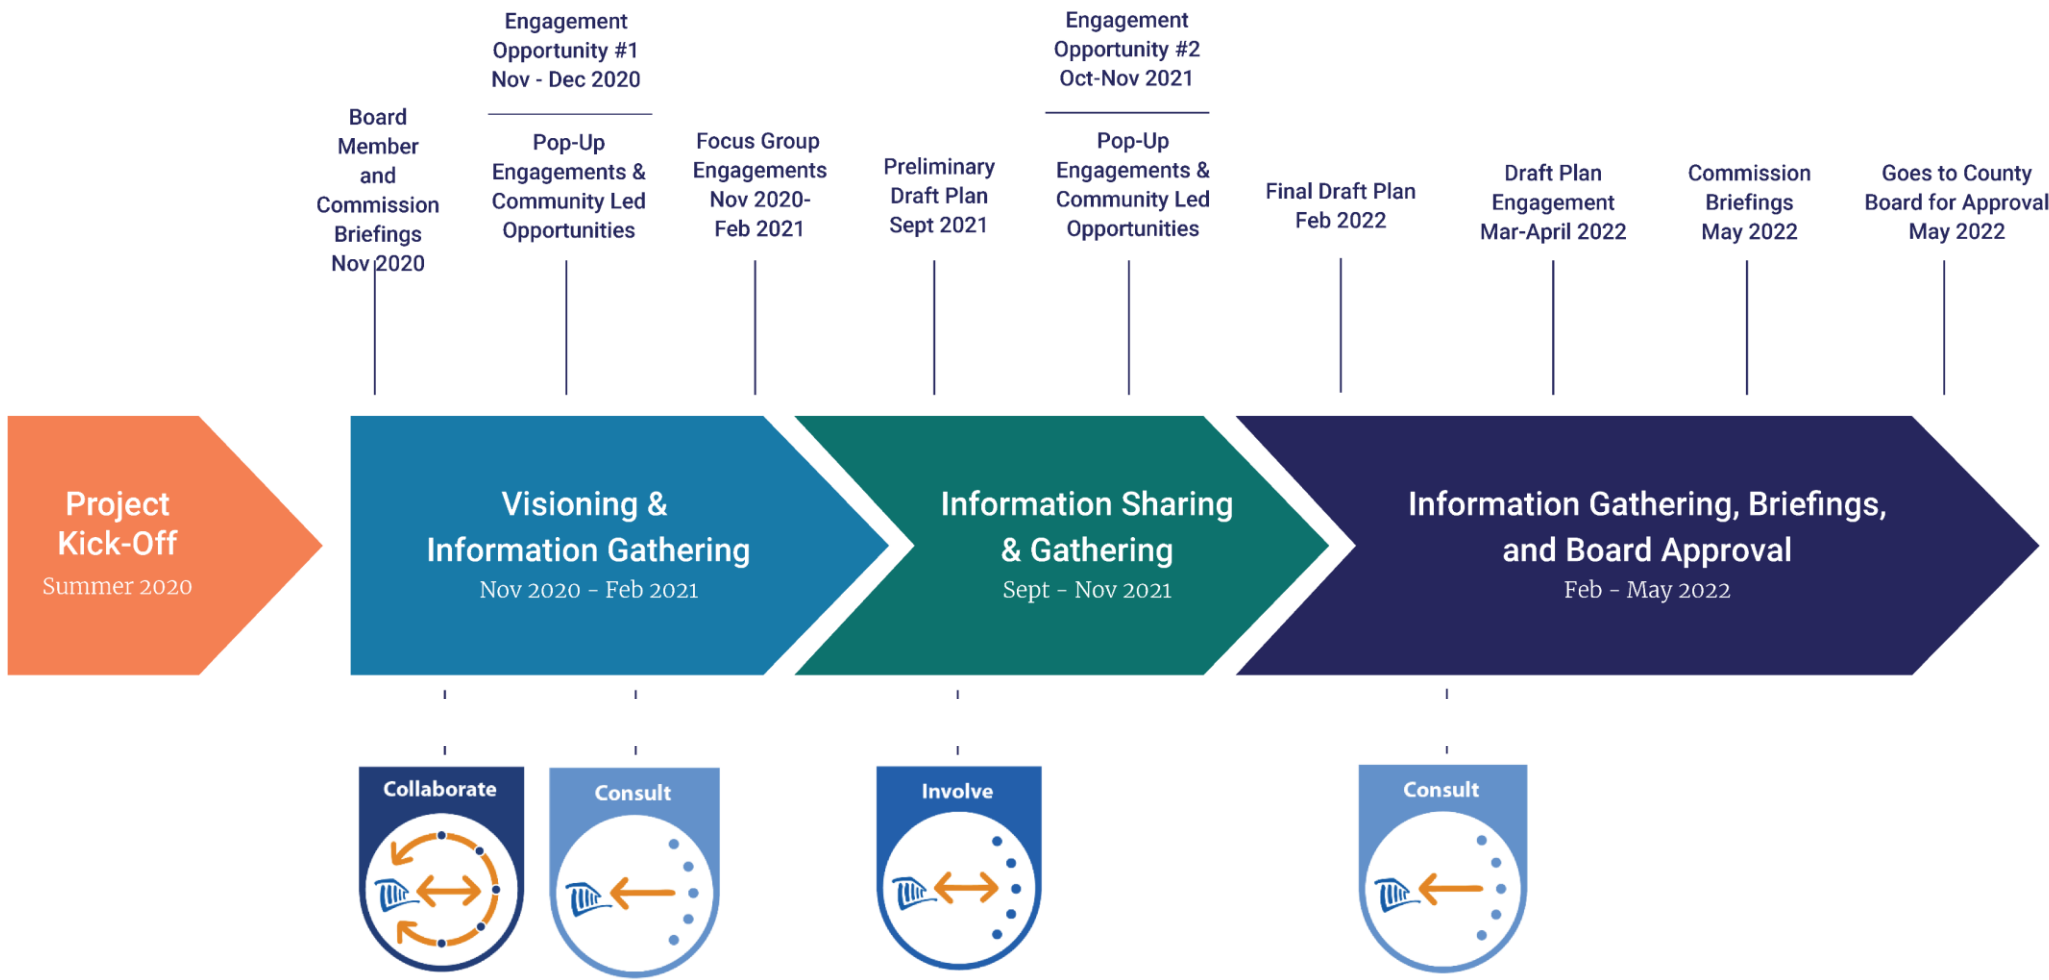 Board
Member
and
Commission
Briefings
Nov 2020
Engagement
Opportunity #1
Nov - Dec 2020
Pop-Up
Engagements &
Community Led
Opportunities
Focus Group
Engagements
Nov 2020-
Feb 2021
Preliminary
Draft Plan
Sept 2021
Engagement
Opportunity #2
Oct-Nov 2021
Pop-Up
Engagements &
Community Led
Opportunities
Final Draft Plan
Feb 2022
Draft Plan
Engagement
Mar-April 2022
Commission
Briefings
May 2022
Goes to County
Board for Approval
May 2022
Project
Kick-Off
Summer 2020
Visioning &
Information Gathering
Nov 2020 – Feb 2021
Information Sharing
& Gathering
Sept – Nov 2021
Information Gathering, Briefings,
and Board Approval
Feb – May 2022
Collaborate
Consult
Involve
Consult